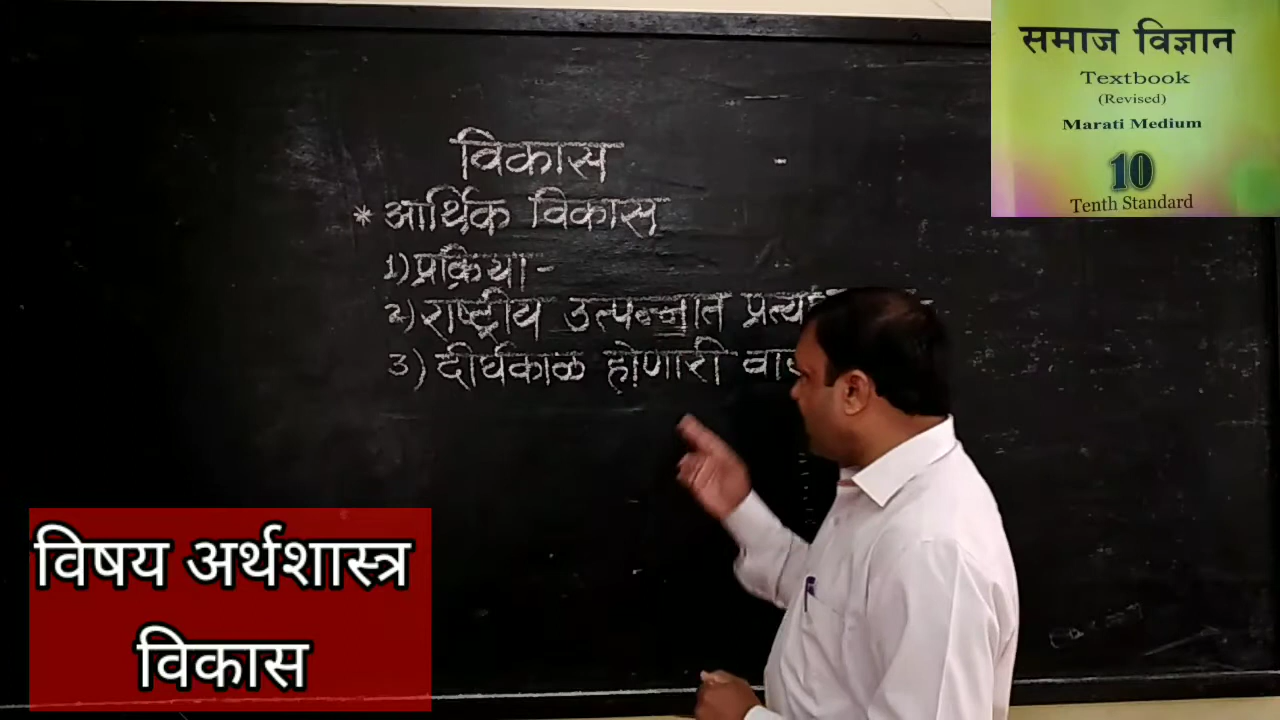 समाज विज्ञान
Textbook
(Revised)
Marati Medium
10
Tenth Standard
विकास -
* आर्थिक विकास
1) प्रक्रिया -
2) राष्ट्रीय उत्पन्नात
3) दीर्घकाळ होणारी
विषय अर्थशास्त्र
विकास